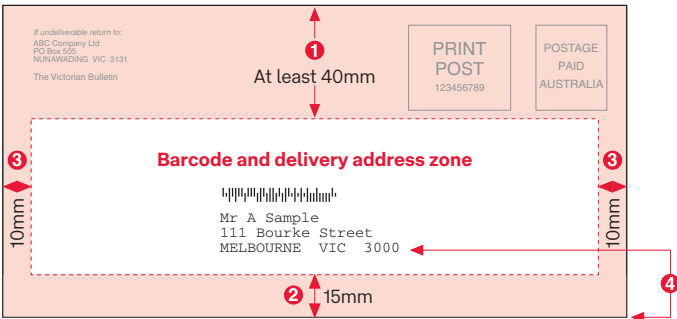 If undeliverable return to:
ABC Company Ltd
PO Box 505
NUNAWADING VIC 3131
The Victorian Bulletin
1
At least 40mm
PRINT
POST
123456789
POSTAGE
PAID
AUSTRALIA
3
10mm
Barcode and delivery address zone
Mr A Sample
111 Bourke Street
MELBOURNE VIC 3000
3
10mm
2
15mm
4